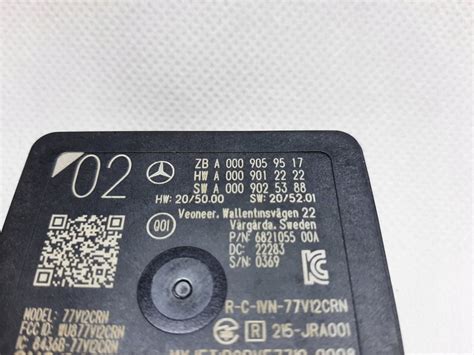 02
ZB A 000 905 95 17
HW A 000 901 22 22
SW A 000 902 53 88
HW: 20/50.00 SW: 20/52.01
001
Veoneer, Wallentinsvägen 22
Vårgårda, Sweden
P/N: 6821055 00A
DC: 22283
S/N: 0369
MODEL: 77V12CRN
FCC ID: WU877V12CRN
IC: 8436B-77V12CRN
R-C-IVN-77V12CRN
R 215-JRA001